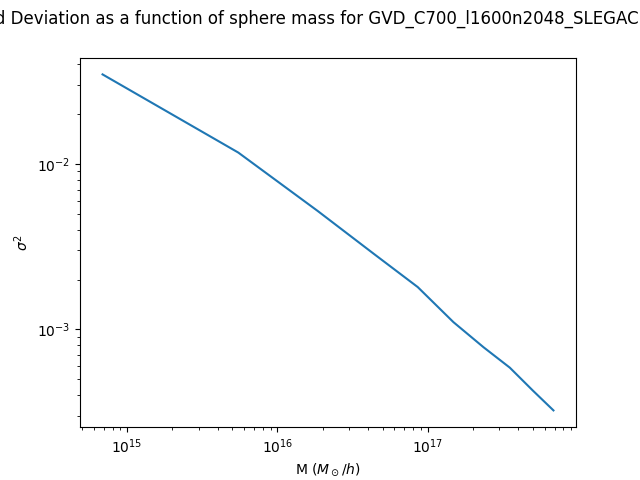 d Deviation as a function of sphere mass for GVD_C700_l1600n2048_SLEGAC
10⁻²
σ²
10⁻³
10¹⁵
10¹⁶
10¹⁷
M (M⊙/h)